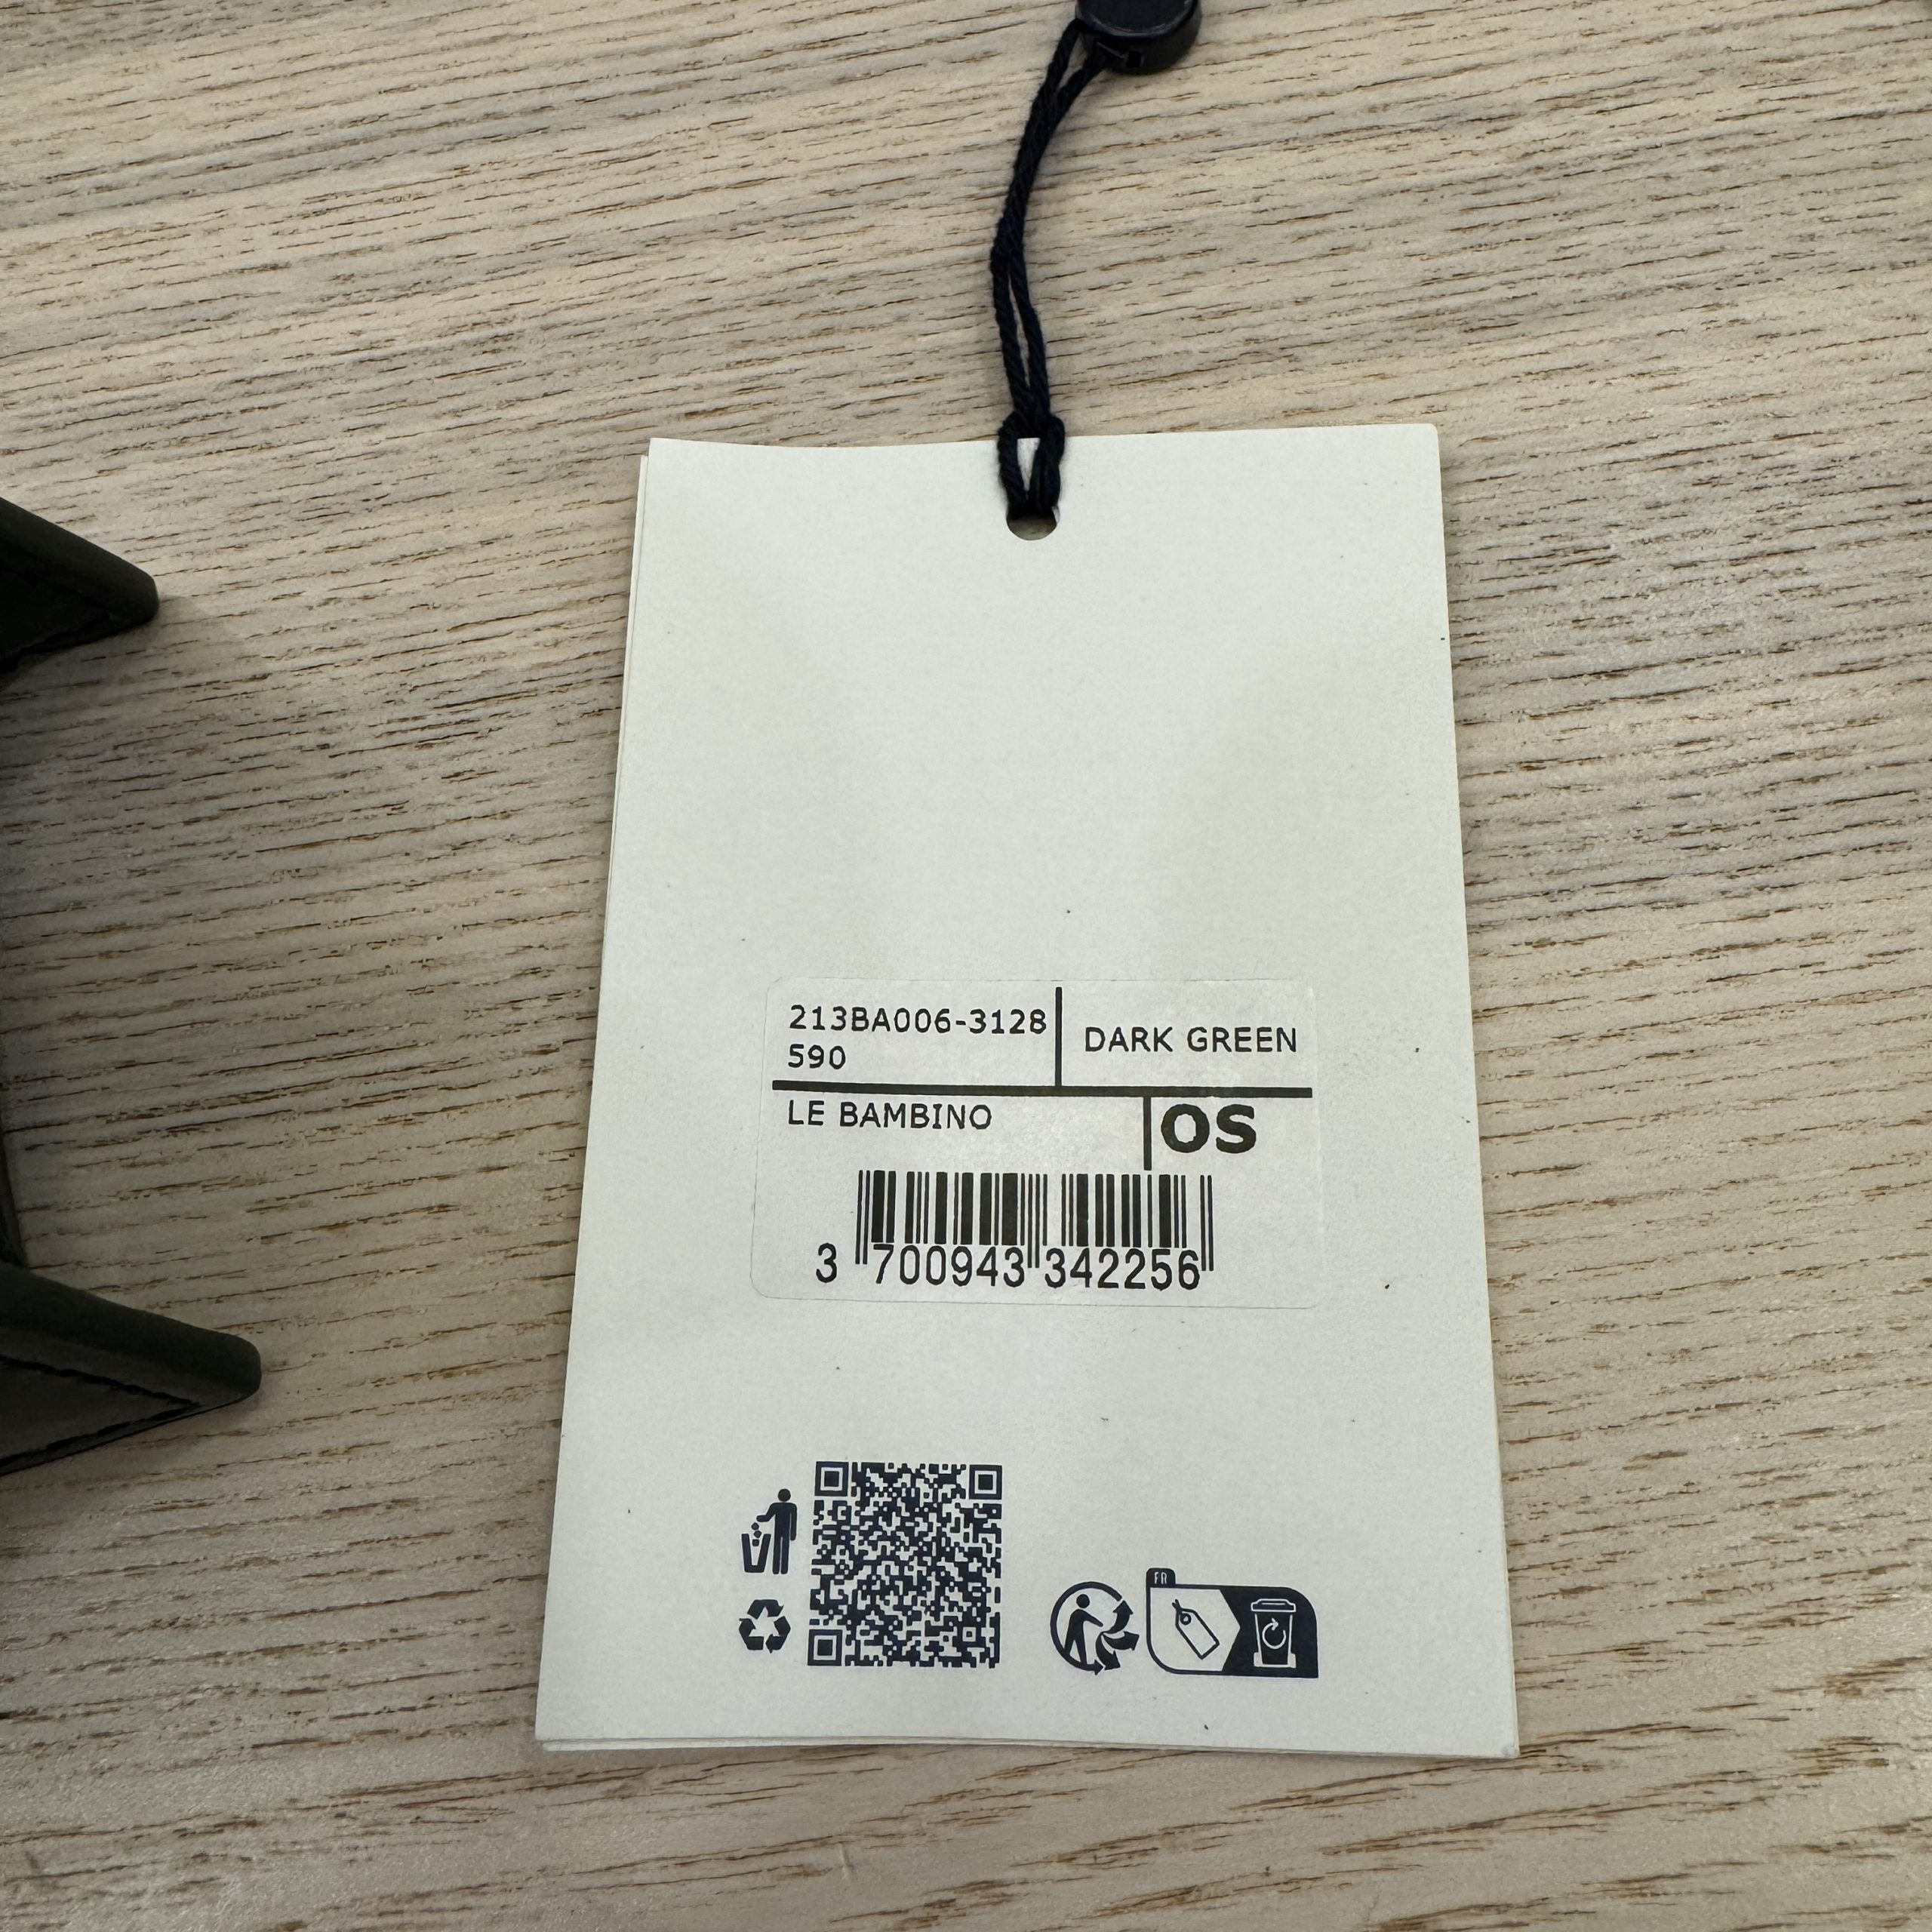 213BA006-3128
590
DARK GREEN
LE BAMBINO
OS
3 700943 342256
FR